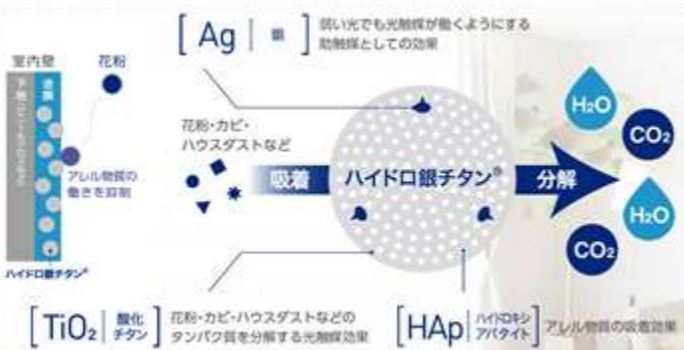 [Ag | 銀]
弱い光でも光触媒が働くようにする
助触媒としての効果
室内壁
花粉
塗膜
アレル物質の
働きを抑制
ハイドロ銀チタン®
花粉・カビ・
ハウスダストなど
吸着
ハイドロ銀チタン®
分解
H₂O
CO₂
H₂O
CO₂
[TiO₂ | 酸化
チタン]
花粉・カビ・ハウスダストなどの
タンパク質を分解する光触媒効果
[HAp | ハイドロキシ
アパタイト]
アレル物質の吸着効果